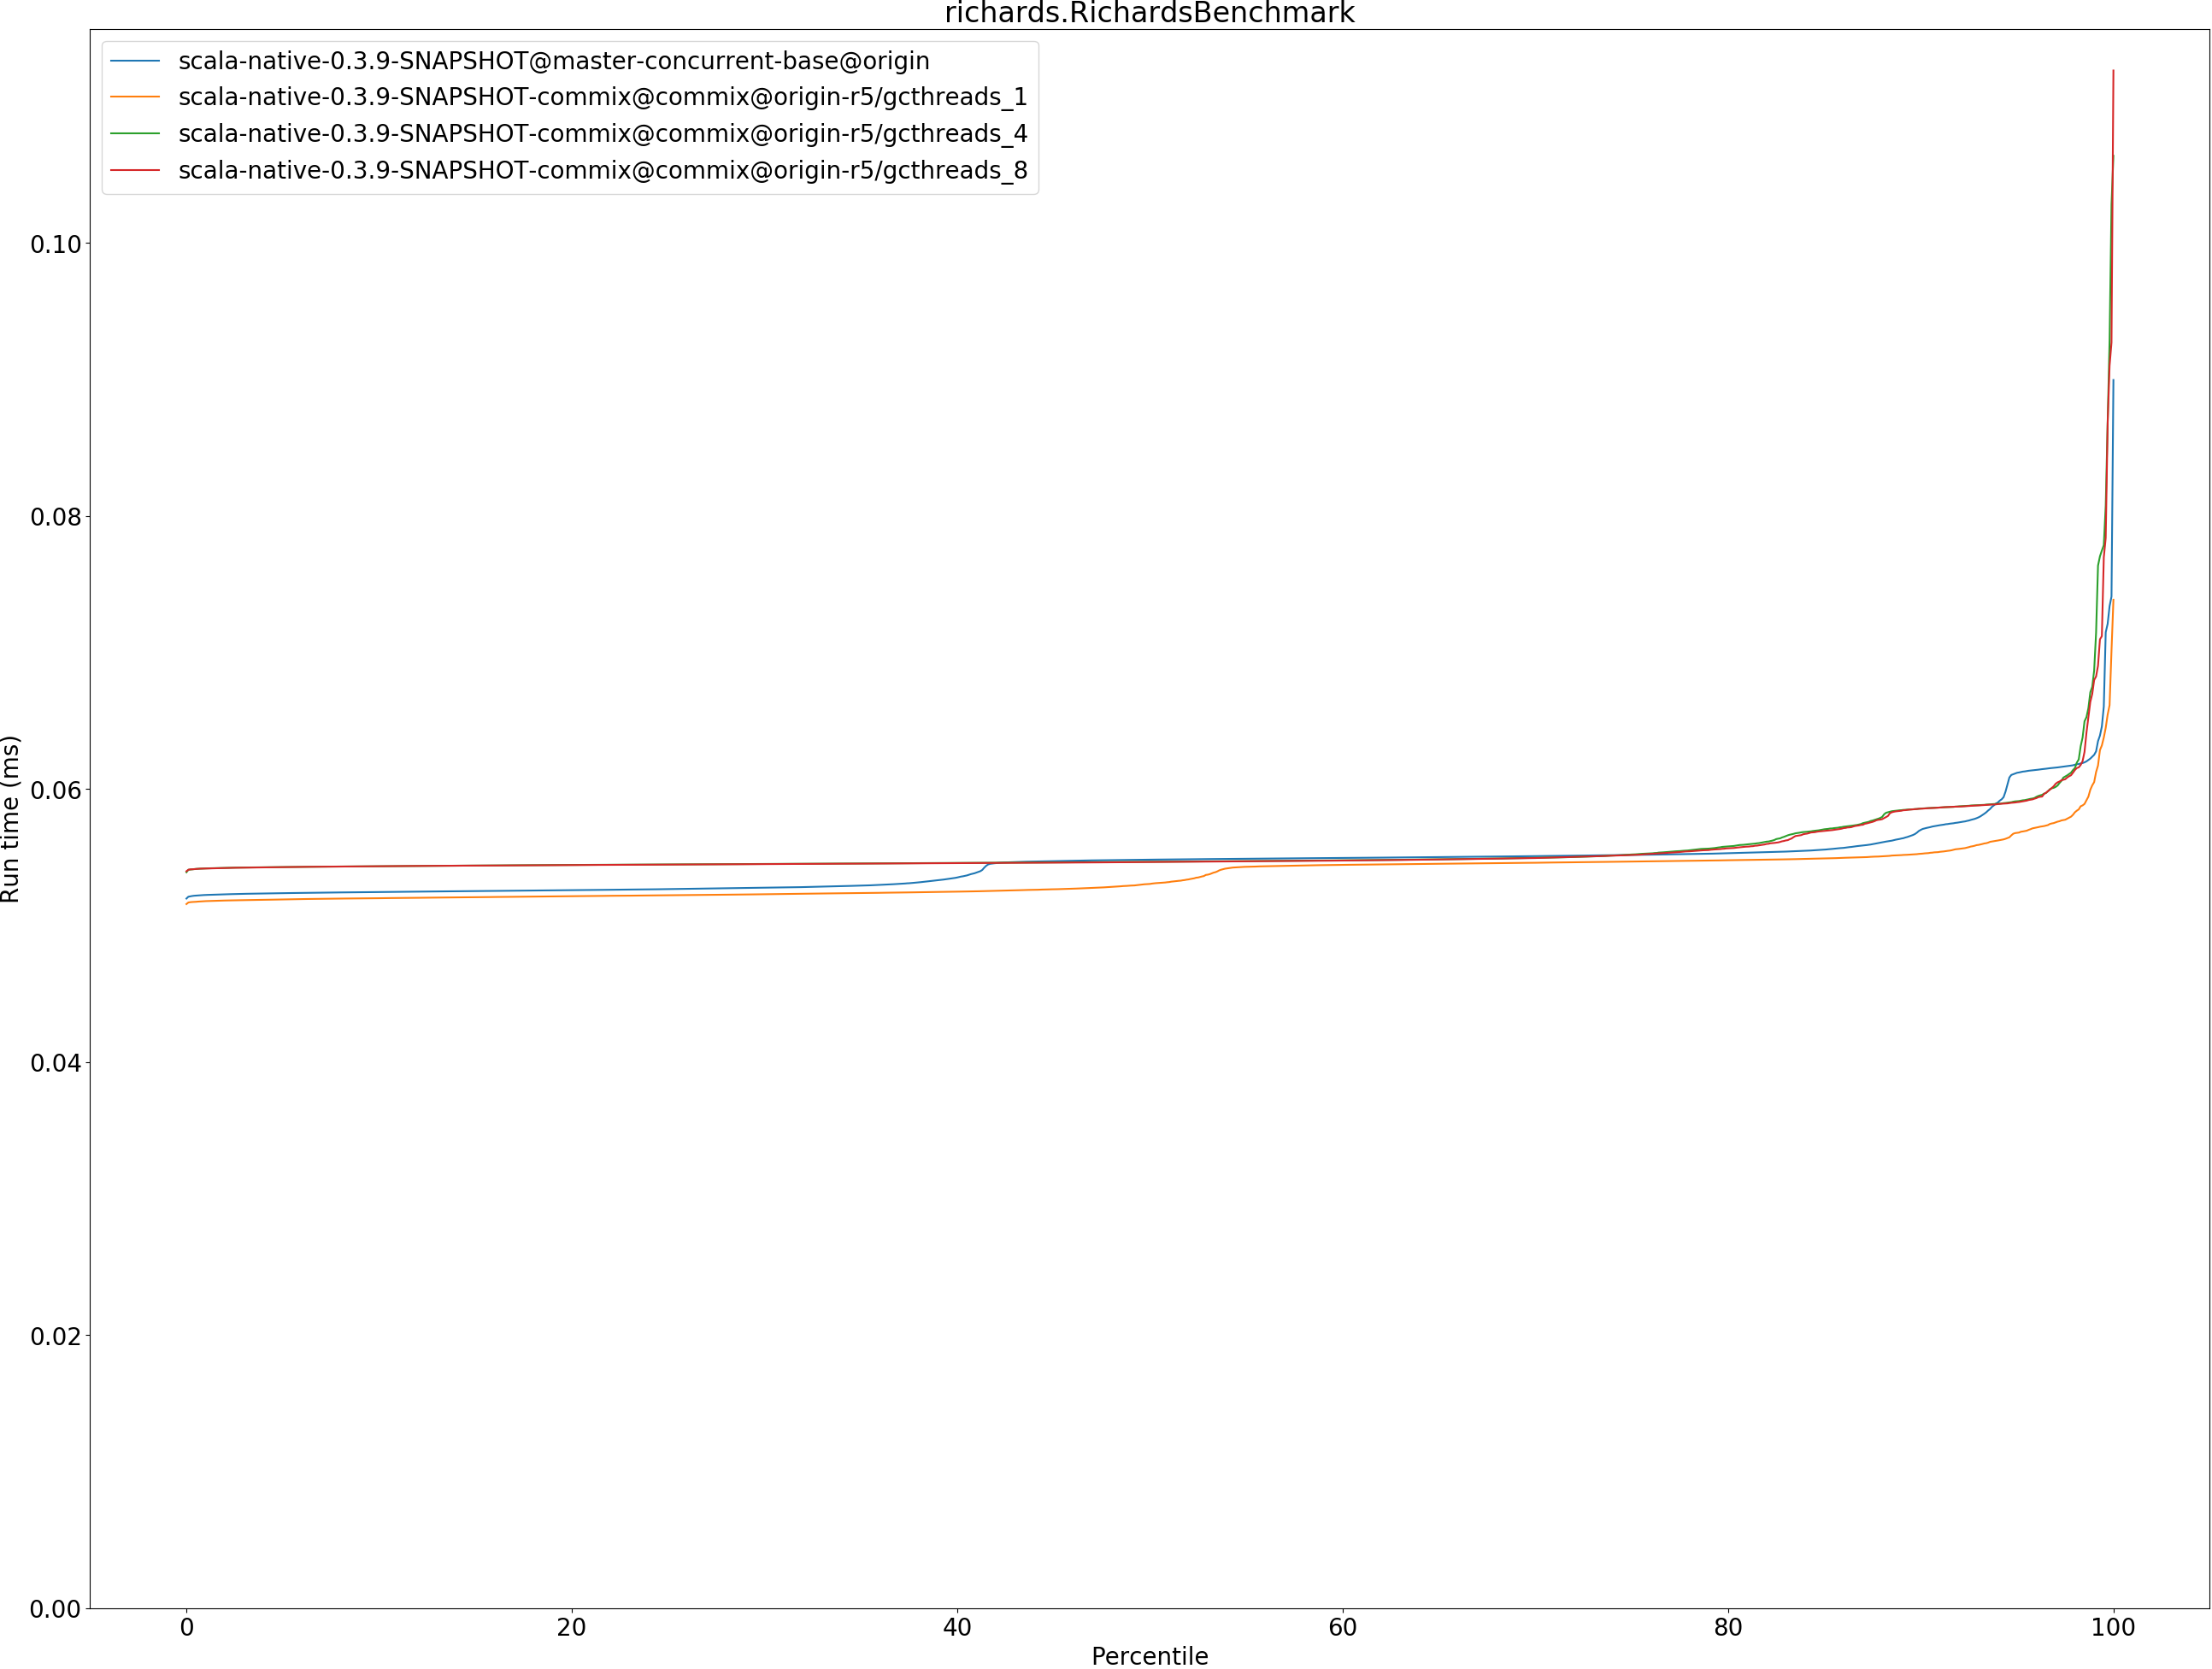 richards.RichardsBenchmark
scala-native-0.3.9-SNAPSHOT@master-concurrent-base@origin
scala-native-0.3.9-SNAPSHOT-commix@commix@origin-r5/gcthreads_1
scala-native-0.3.9-SNAPSHOT-commix@commix@origin-r5/gcthreads_4
scala-native-0.3.9-SNAPSHOT-commix@commix@origin-r5/gcthreads_8
Run time (ms)
0.10
0.08
0.06
0.04
0.02
0.00
0 20 40 60 80 100
Percentile